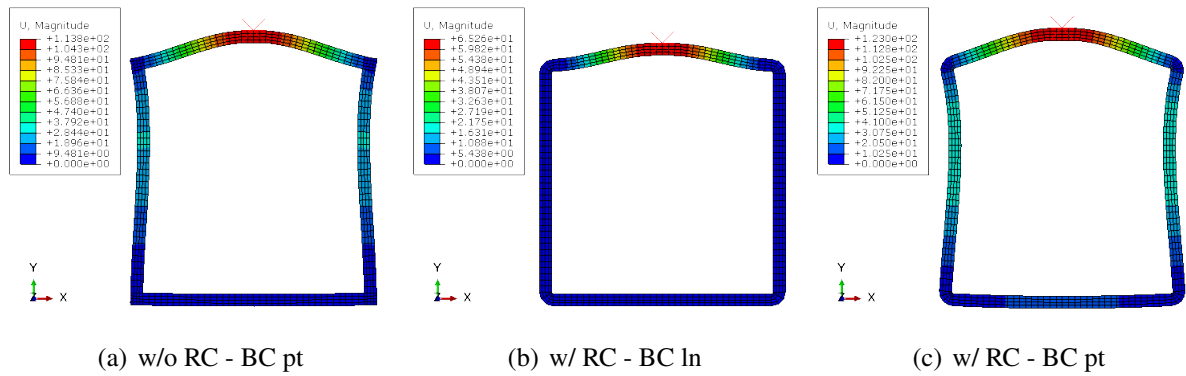 U, Magnitude
+1.138e+02
+1.043e+02
+9.481e+01
+8.533e+01
+7.584e+01
+6.636e+01
+5.688e+01
+4.740e+01
+3.792e+01
+2.844e+01
+1.896e+01
+9.481e+00
+0.000e+00
Y
Z
X
(a) w/o RC - BC pt
U, Magnitude
+6.526e+01
+5.982e+01
+5.438e+01
+4.894e+01
+4.351e+01
+3.807e+01
+3.263e+01
+2.719e+01
+2.175e+01
+1.631e+01
+1.088e+01
+5.438e+00
+0.000e+00
Y
Z
X
(b) w/ RC - BC ln
U, Magnitude
+1.230e+02
+1.128e+02
+1.025e+02
+9.225e+01
+8.200e+01
+7.175e+01
+6.150e+01
+5.125e+01
+4.100e+01
+3.075e+01
+2.050e+01
+1.025e+01
+0.000e+00
Y
Z
X
(c) w/ RC - BC pt